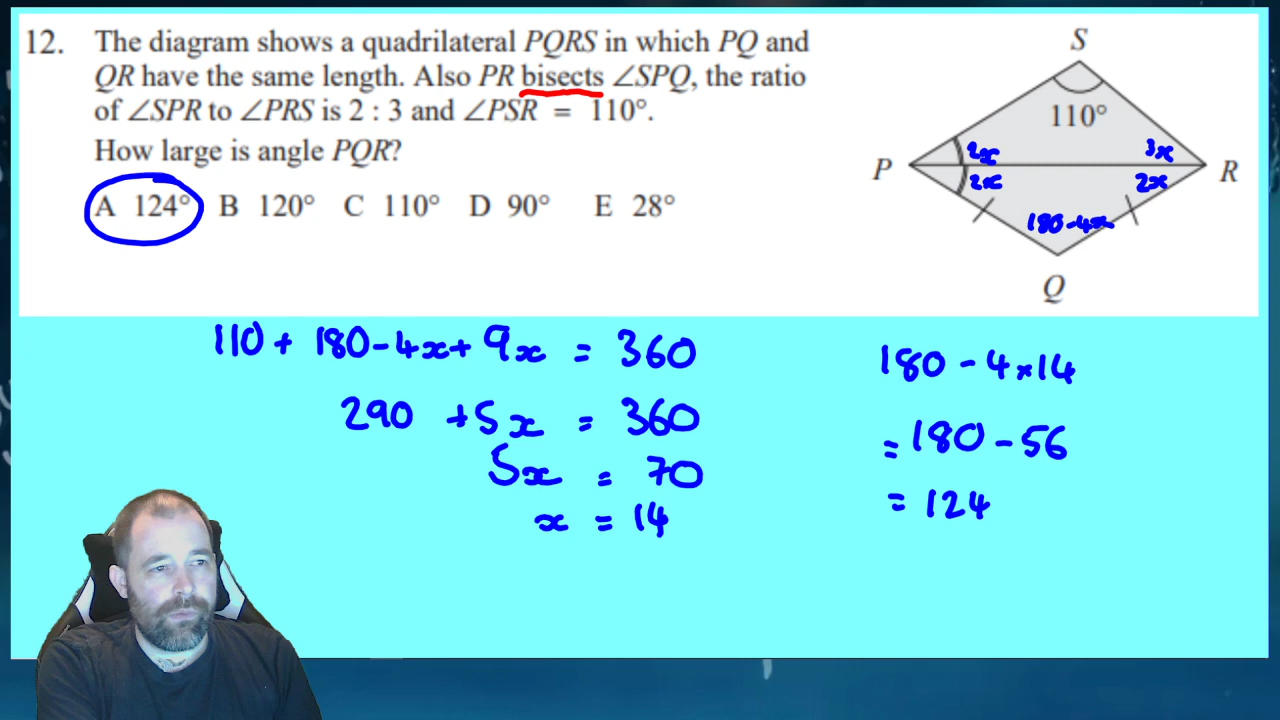 12. The diagram shows a quadrilateral PQRS in which PQ and
QR have the same length. Also PR bisects ∠SPQ, the ratio
of ∠SPR to ∠PRS is 2 : 3 and ∠PSR = 110°.
How large is angle PQR?
A 124° B 120° C 110° D 90° E 28°
S
110°
2x 3x
P R
2x 2x
180-4x
Q
110 + 180 - 4x + 9x = 360
290 + 5x = 360
5x = 70
x = 14
180 - 4×14
= 180 - 56
= 124